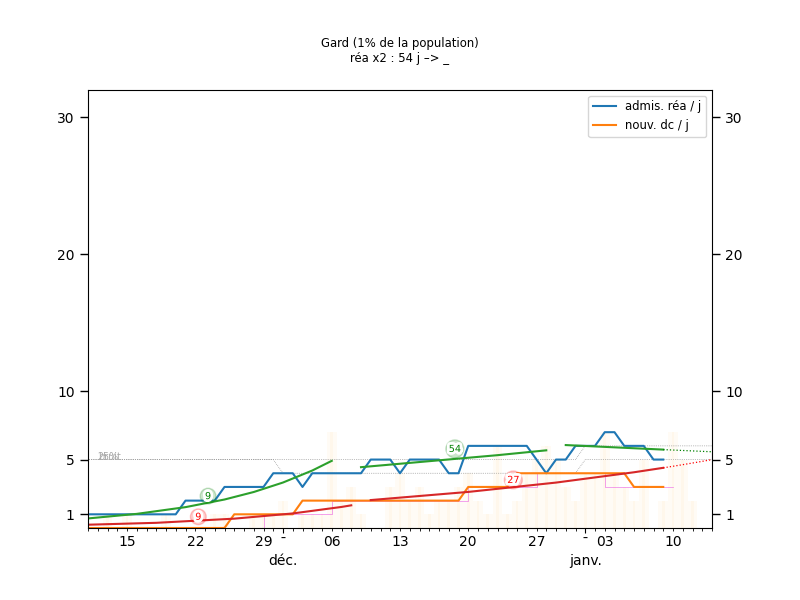 Gard (1% de la population)
réa x2 : 54 j –> _
admis. réa / j
nouv. dc / j
30 30
20 20
10 10
5 5
1 1
54
27
9
9
15 22 29 - 06 13 20 27 - 03 10
déc. janv.